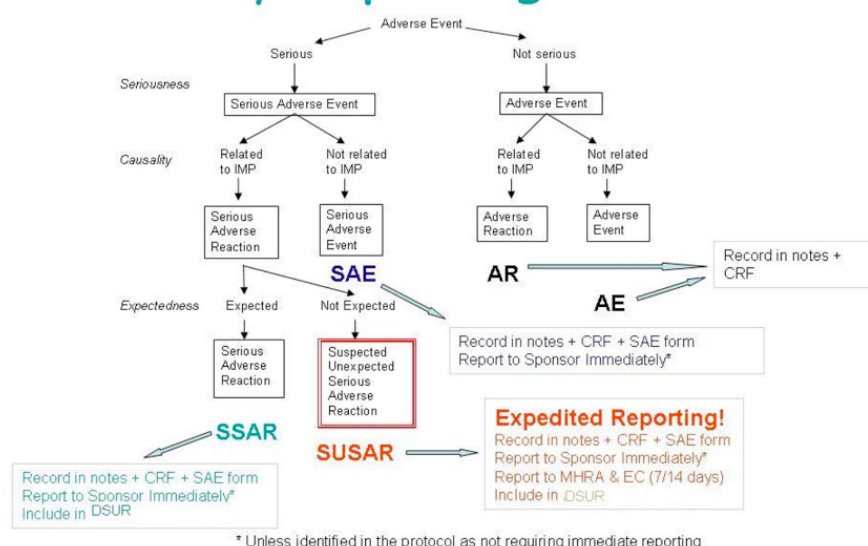 Adverse Event
Serious
Not serious
Seriousness
Serious Adverse Event
Adverse Event
Causality
Related
to IMP
Not related
to IMP
Related
to IMP
Not related
to IMP
Serious
Adverse
Reaction
Serious
Adverse
Event
Adverse
Reaction
Adverse
Event
SAE
AR
AE
Record in notes +
CRF
Expectedness
Expected
Not Expected
Record in notes + CRF + SAE form
Report to Sponsor Immediately*
Serious
Adverse
Reaction
Suspected
Unexpected
Serious
Adverse
Reaction
SSAR
SUSAR
Expedited Reporting!
Record in notes + CRF + SAE form
Report to Sponsor Immediately*
Report to MHRA & EC (7/14 days)
Include in DSUR
Record in notes + CRF + SAE form
Report to Sponsor Immediately*
Include in DSUR
* Unless identified in the protocol as not requiring immediate reporting